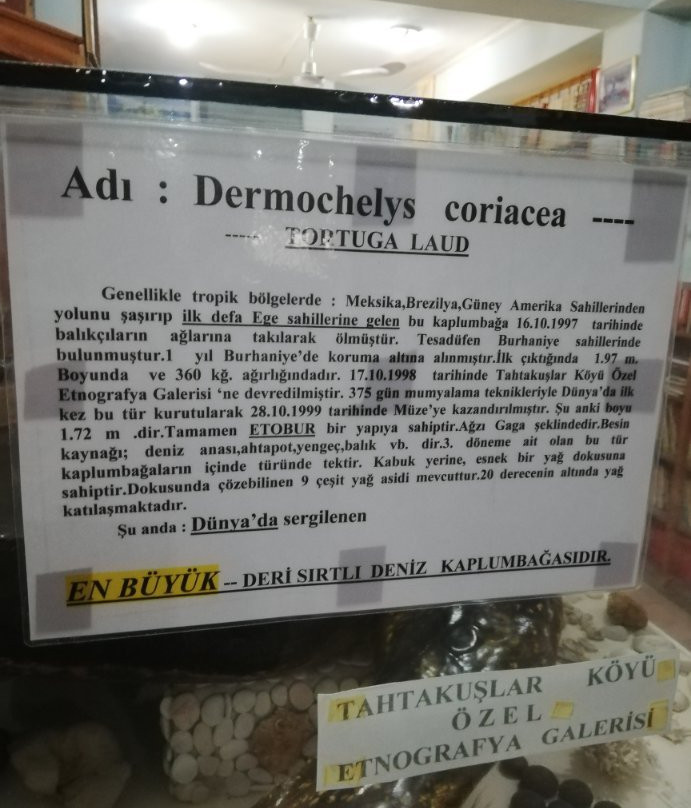 Adı : Dermochelys coriacea ----
----- TORTUGA LAUD
Genellikle tropik bölgelerde : Meksika,Brezilya,Güney Amerika Sahillerinden
yolunu şaşırıp ilk defa Ege sahillerine gelen bu kaplumbağa 16.10.1997 tarihinde
balıkçıların ağlarına takılarak ölmüştür. Tesadüfen Burhaniye sahillerinde
bulunmuştur.1 yıl Burhaniye'de koruma altına alınmıştır.İlk çıktığında 1.97 m.
Boyunda ve 360 kğ. ağırlığındadır. 17.10.1998 tarihinde Tahtakuşlar Köyü Özel
Etnografya Galerisi 'ne devredilmiştir. 375 gün mumyalama teknikleriyle Dünya'da ilk
kez bu tür kurutularak 28.10.1999 tarihinde Müze'ye kazandırılmıştır. Şu anki boyu
1.72 m .dir.Tamamen ETOBUR bir yapıya sahiptir.Ağzı Gaga şeklindedir.Besin
kaynağı; deniz anası,ahtapot,yengeç,balık vb. dir.3. döneme ait olan bu tür
kaplumbağaların içinde türünde tektir. Kabuk yerine, esnek bir yağ dokusuna
sahiptir.Dokusunda çözebilinen 9 çeşit yağ asidi mevcuttur.20 derecenin altında yağ
katılaşmaktadır.
Şu anda : Dünya'da sergilenen
EN BÜYÜK -- DERİ SIRTLI DENİZ KAPLUMBAĞASIDIR.
TAHTAKUŞLAR KÖYÜ
ÖZEL
ETNOGRAFYA GALERİSİ